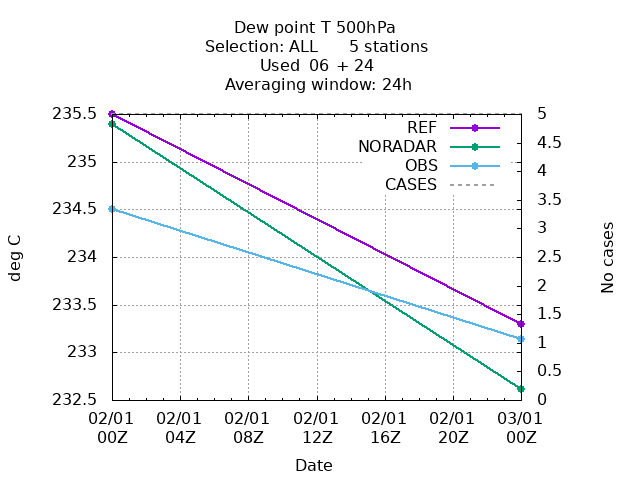 Dew point T 500hPa
Selection: ALL 5 stations
Used 06 + 24
Averaging window: 24h
REF
NORADAR
OBS
CASES
235.5
235
234.5
234
233.5
233
232.5
deg C
5
4.5
4
3.5
3
2.5
2
1.5
1
0.5
0
No cases
02/01 02/01 02/01 02/01 02/01 02/01 03/01
00Z 04Z 08Z 12Z 16Z 20Z 00Z
Date